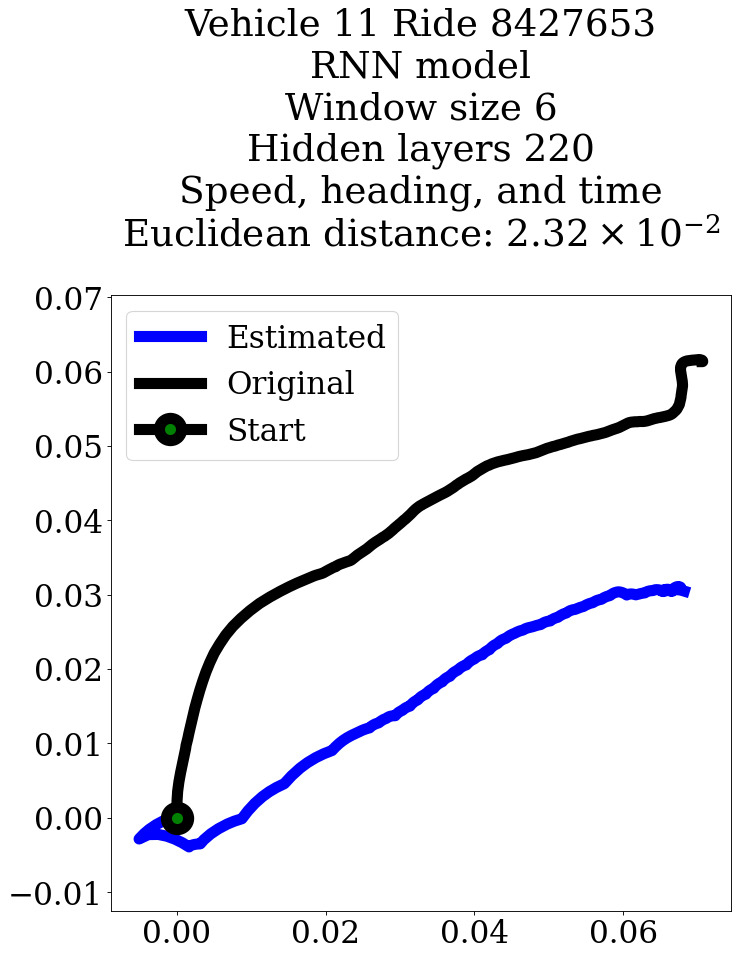 Vehicle 11 Ride 8427653
RNN model
Window size 6
Hidden layers 220
Speed, heading, and time
Euclidean distance: 2.32 × 10⁻²
0.07
0.06
0.05
0.04
0.03
0.02
0.01
0.00
−0.01
Estimated
Original
Start
0.00 0.02 0.04 0.06